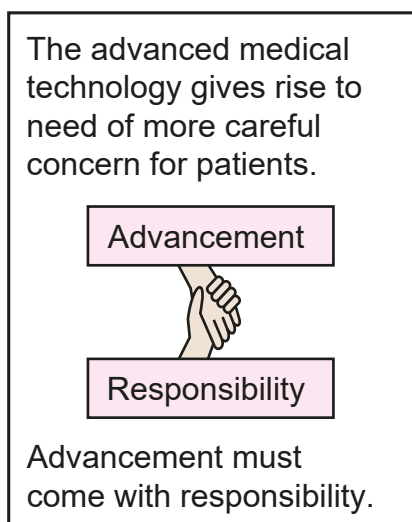 The advanced medical
technology gives rise to
need of more careful
concern for patients.
Advancement
Responsibility
Advancement must
come with responsibility.